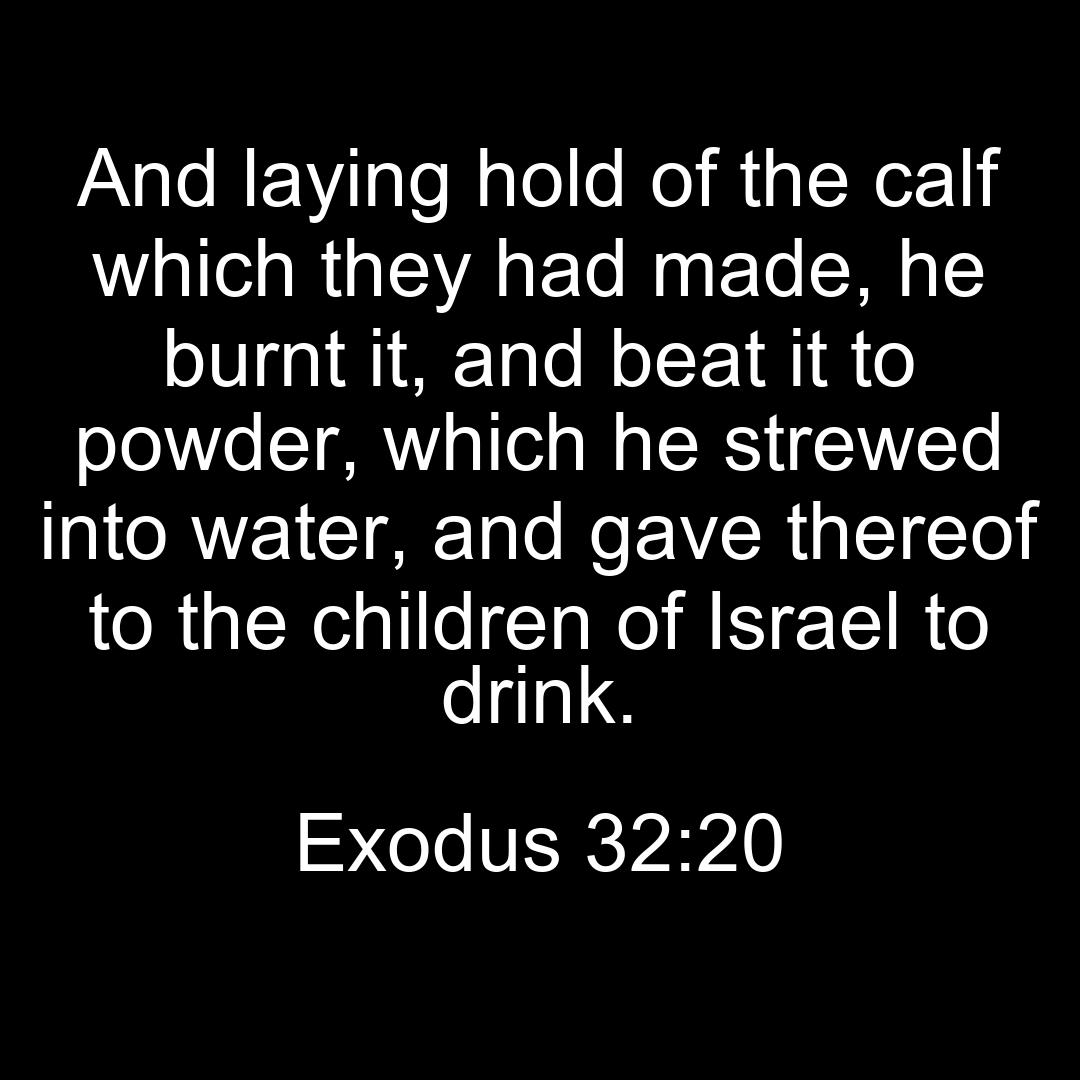 And laying hold of the calf
which they had made, he
burnt it, and beat it to
powder, which he strewed
into water, and gave thereof
to the children of Israel to
drink.
Exodus 32:20